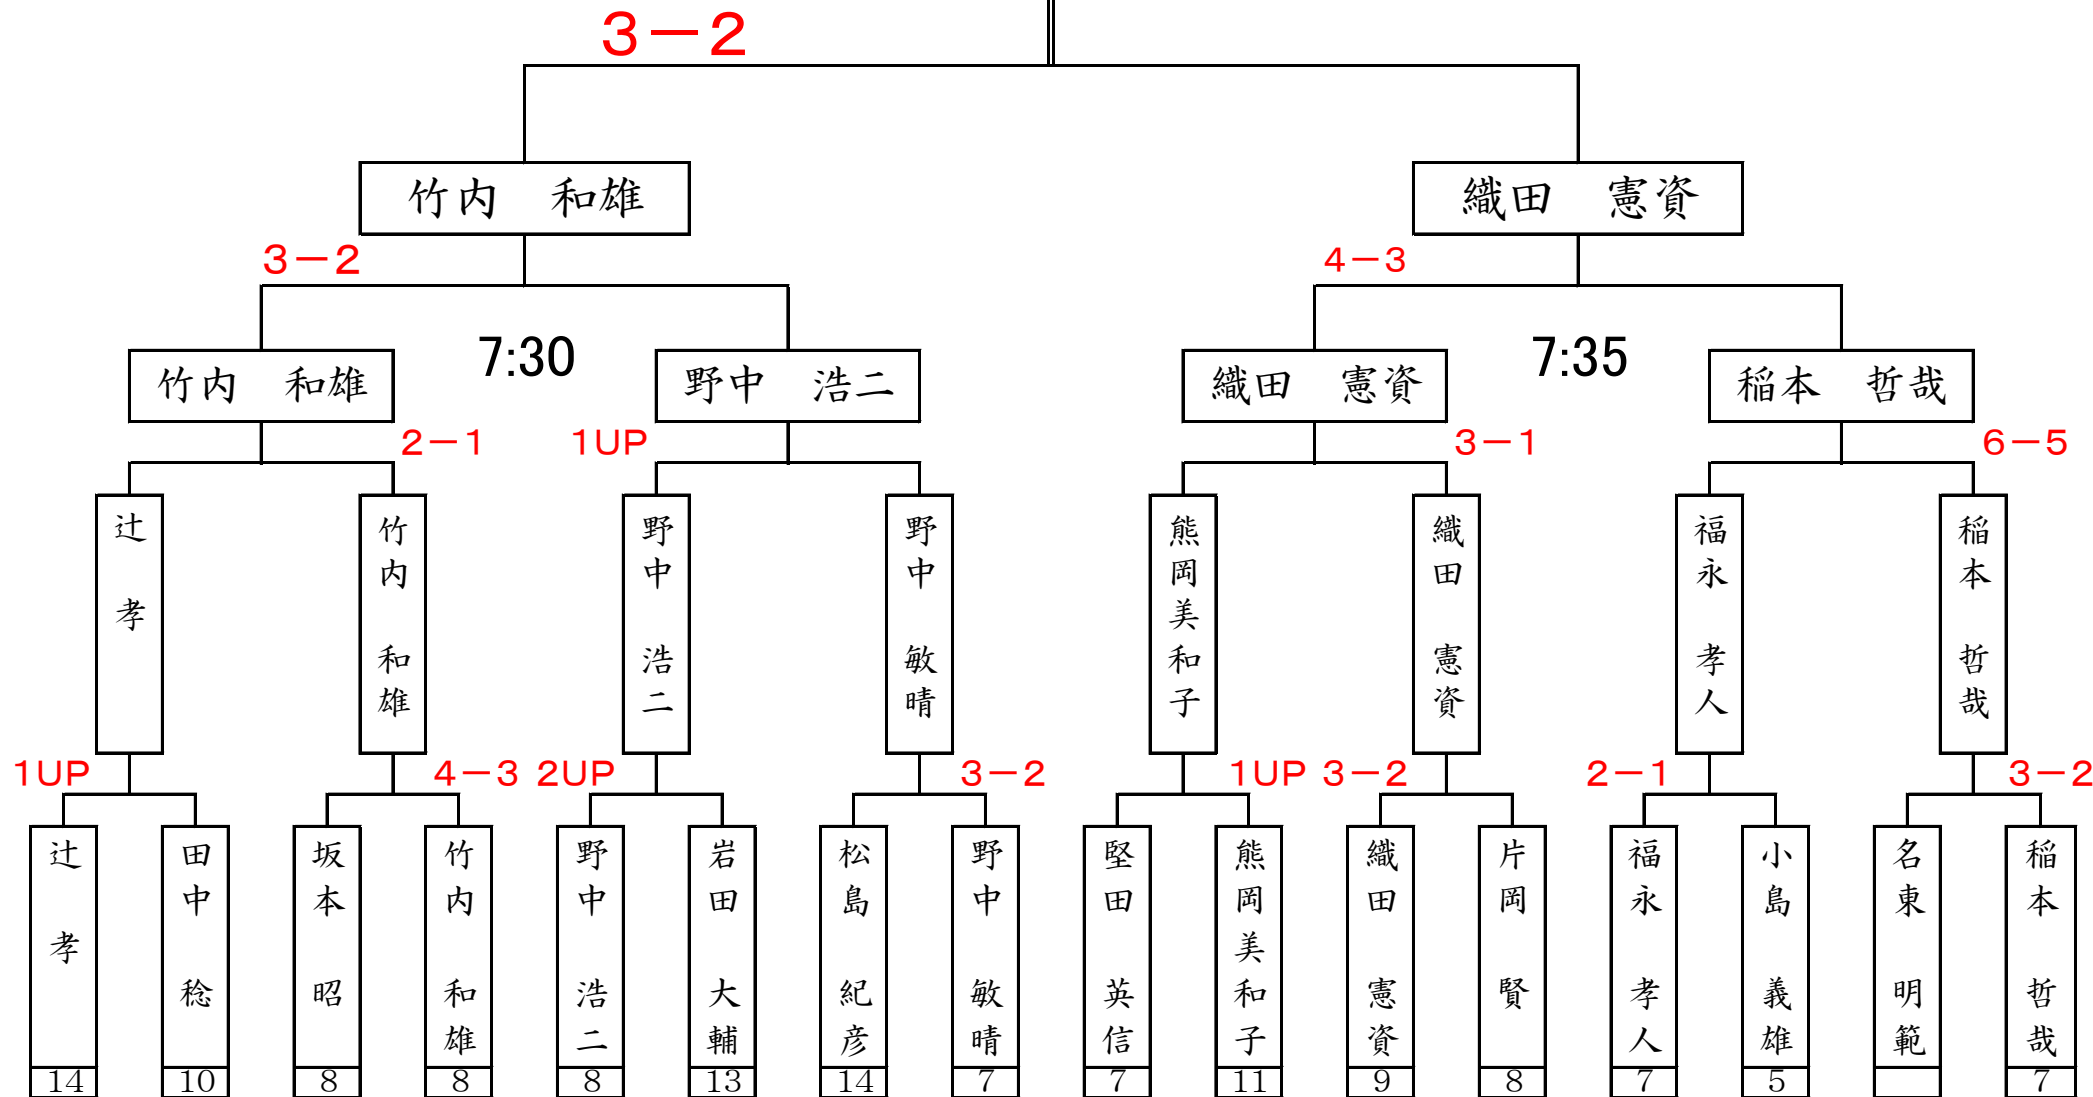 3－2
竹内　和雄
織田　憲資
3－2
4－3
7:30
7:35
竹内　和雄
野中　浩二
織田　憲資
稲本　哲哉
2－1
1UP
3－1
6－5
辻　孝
竹内　和雄
野中　浩二
野中　敏晴
熊岡美和子
織田　憲資
福永　孝人
稲本　哲哉
1UP
4－3
2UP
3－2
1UP
3－2
2－1
3－2
辻　孝
田中　稔
坂本　昭
竹内　和雄
野中　浩二
岩田　大輔
松島　紀彦
野中　敏晴
堅田　英信
熊岡美和子
織田　憲資
片岡　賢
福永　孝人
小島　義雄
名東　明範
稲本　哲哉
14
10
8
8
8
13
14
7
7
11
9
8
7
5
7